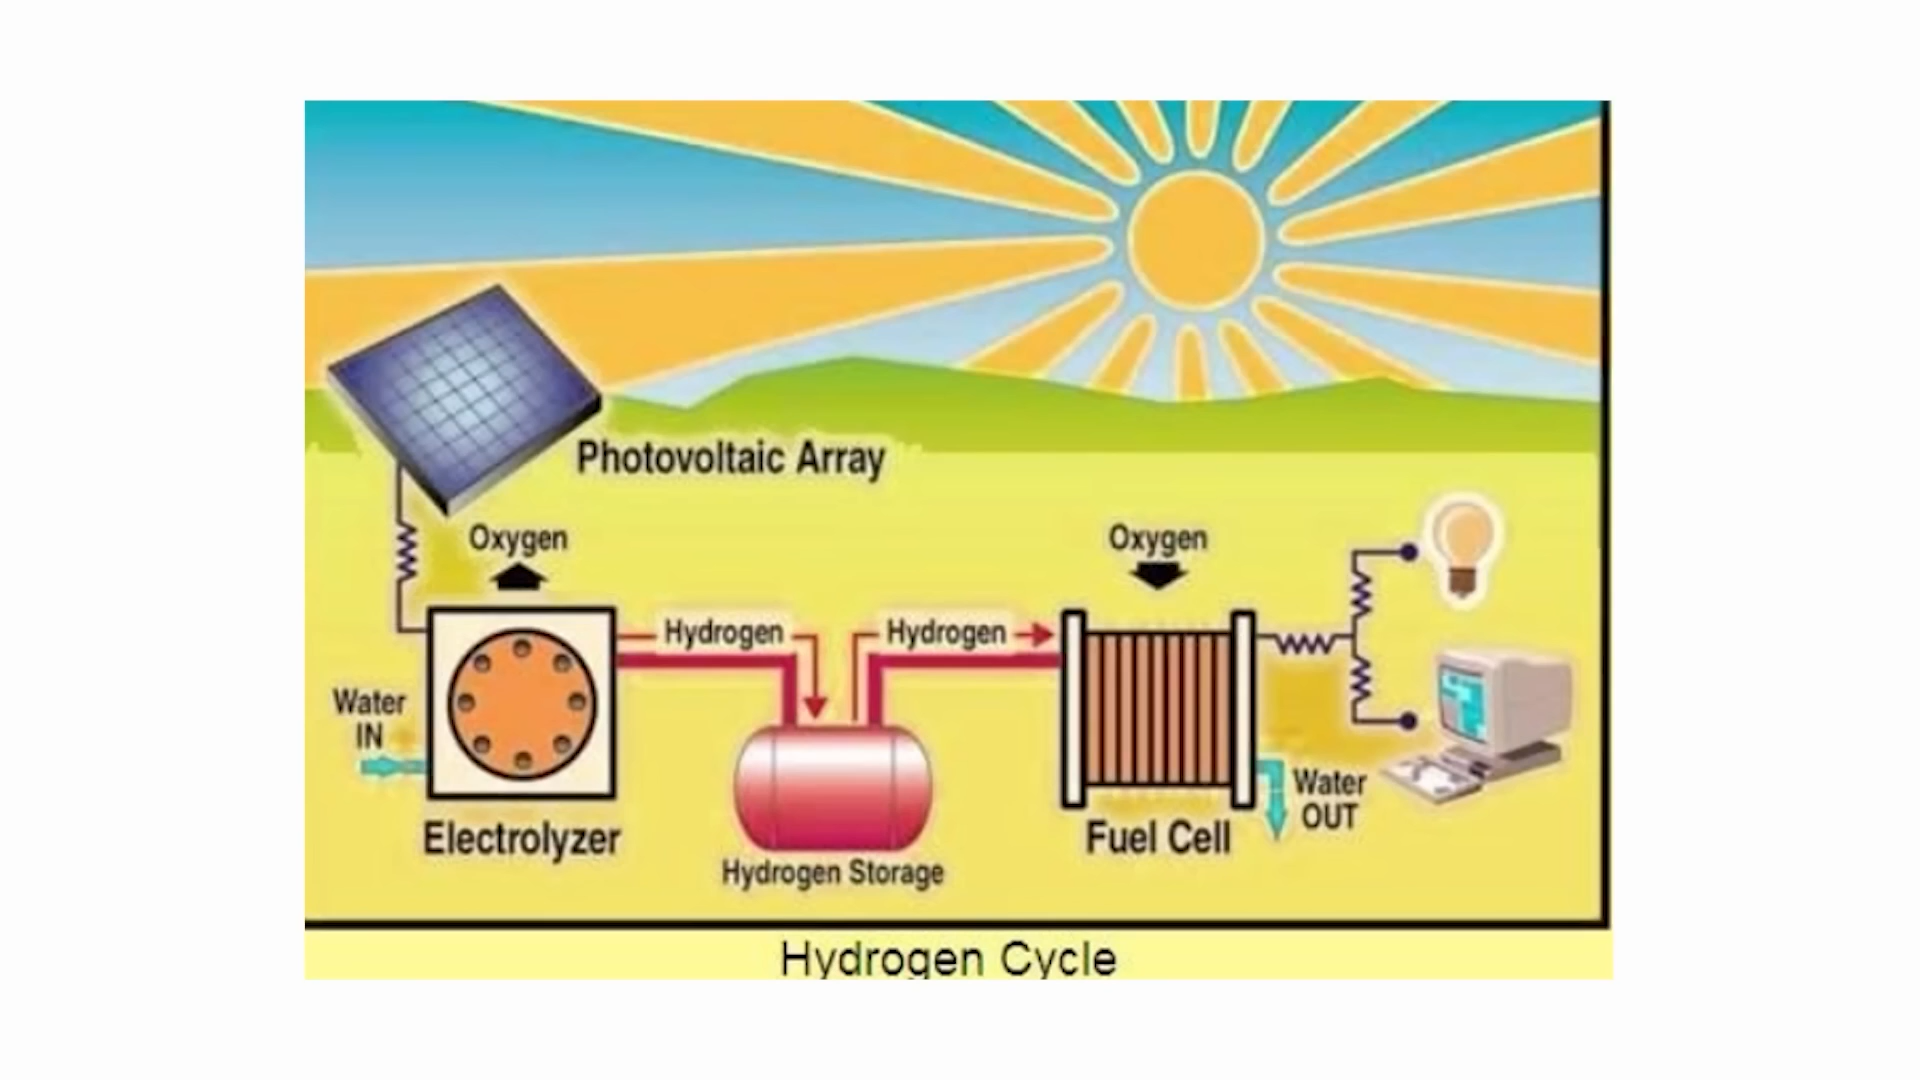 Photovoltaic Array
Oxygen
Oxygen
Hydrogen
Hydrogen
Water
IN
Water
OUT
Electrolyzer
Fuel Cell
Hydrogen Storage
Hydrogen Cycle